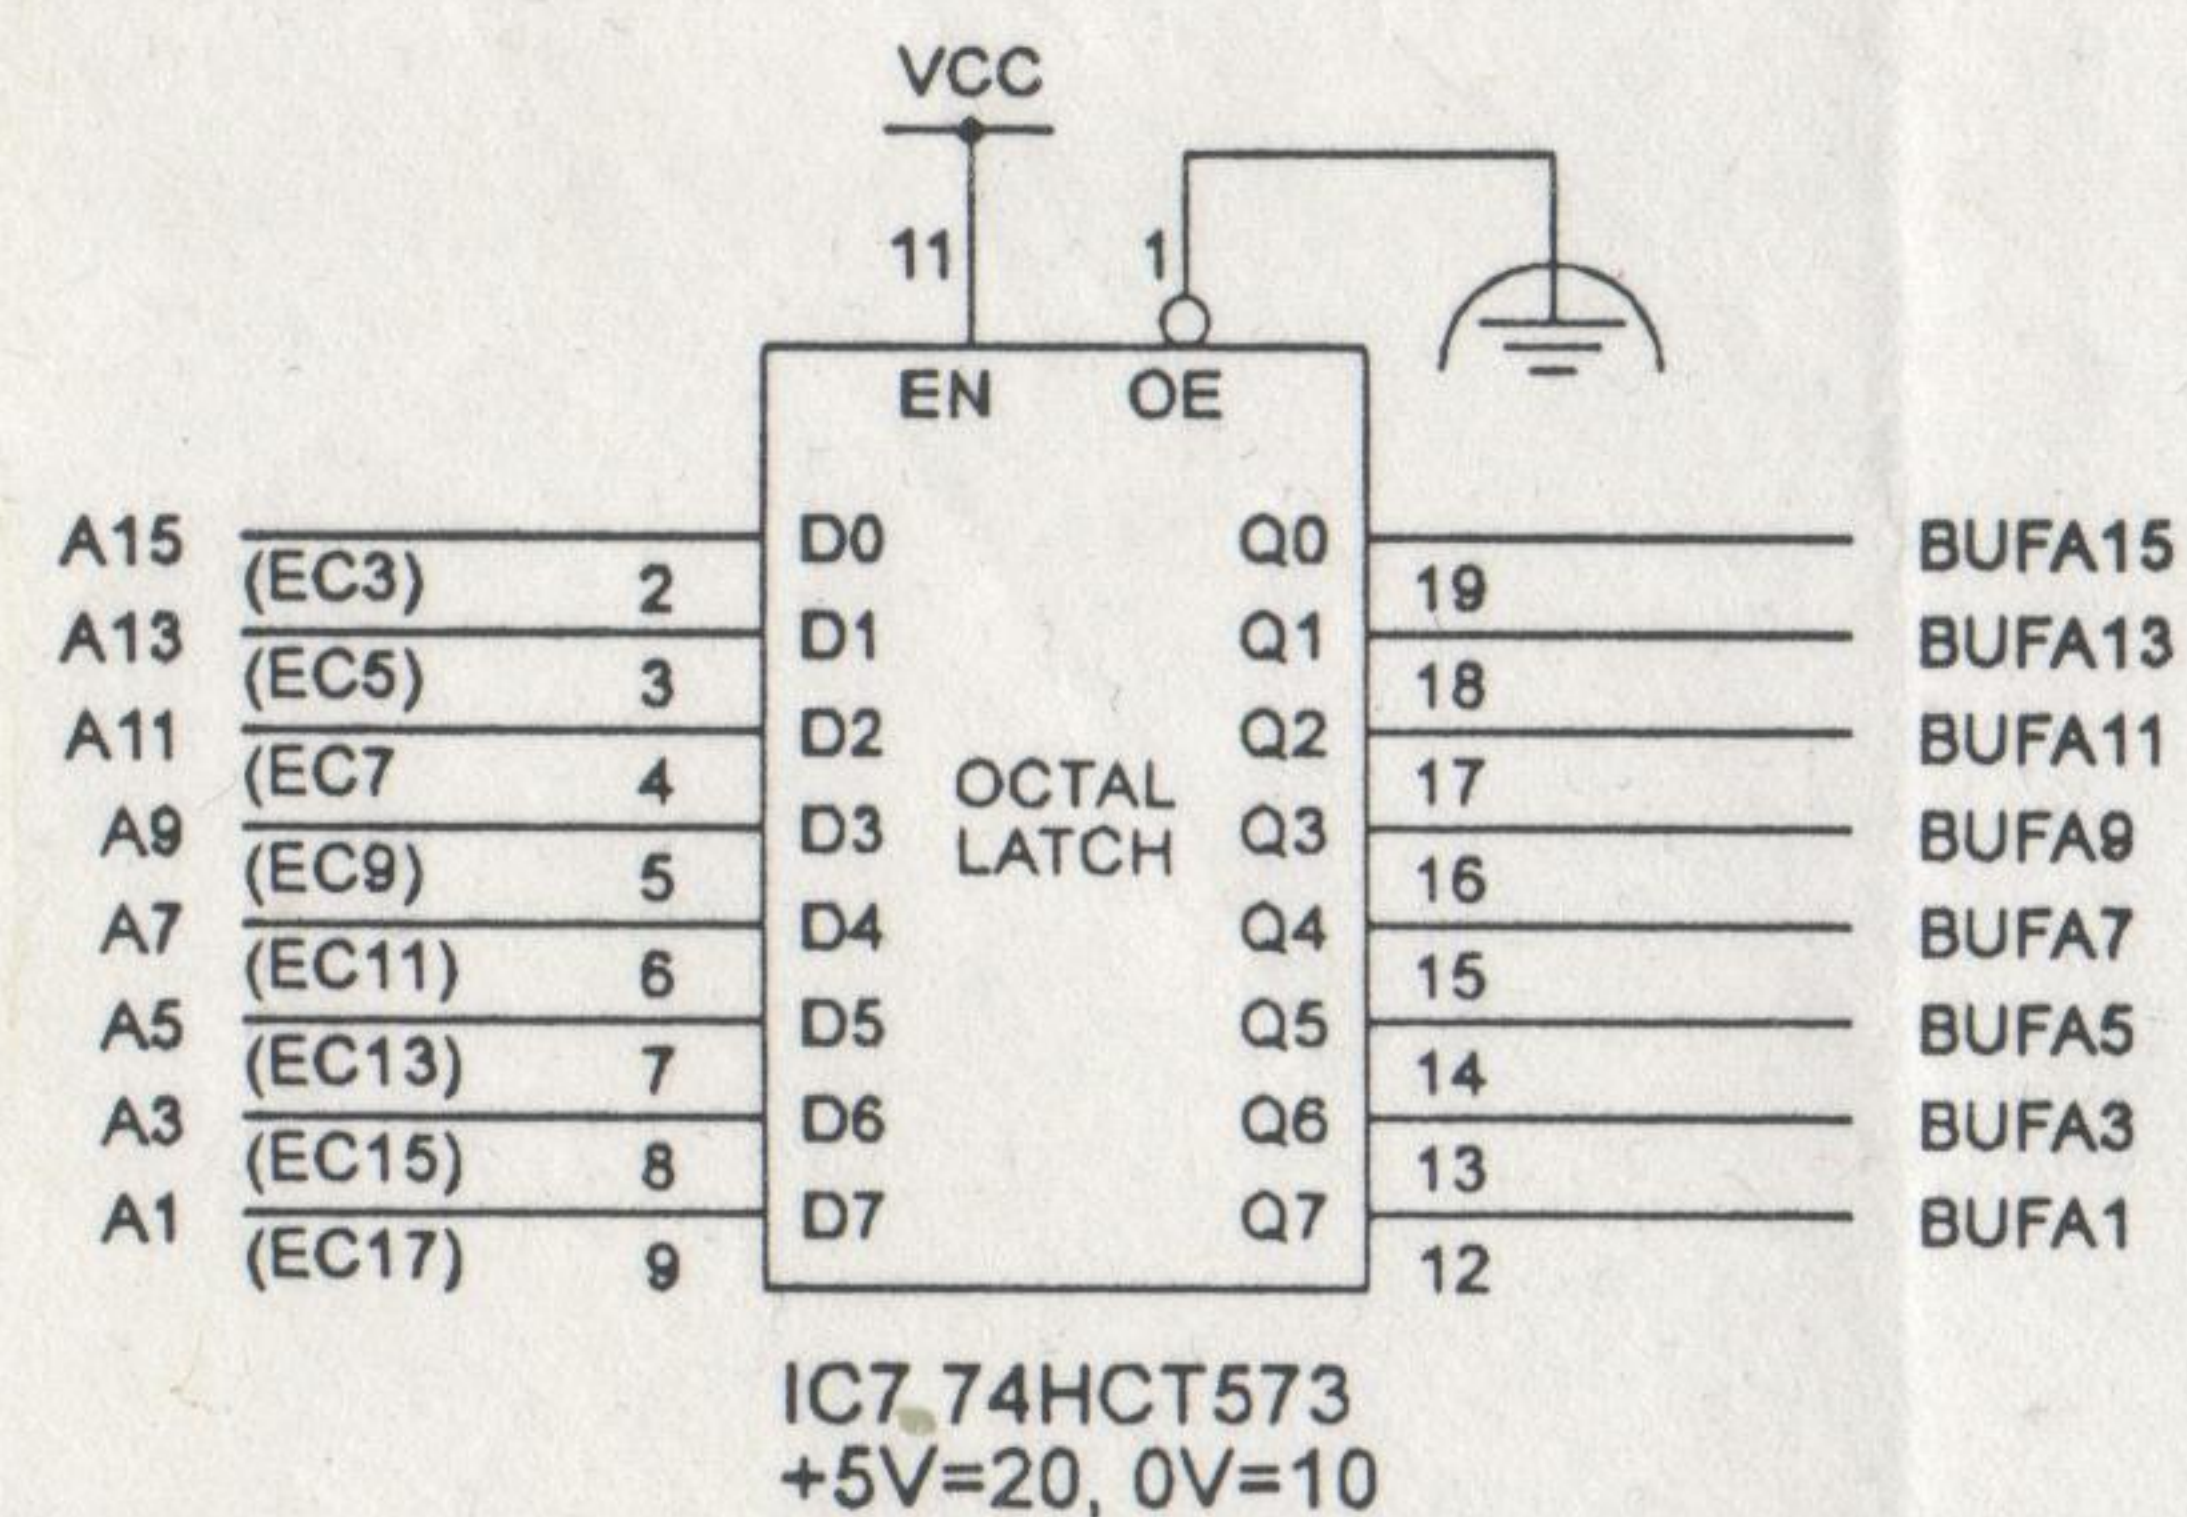 VCC
11 1
EN OE
A15 D0 Q0 BUFA15
(EC3) 2 19
A13 D1 Q1 BUFA13
(EC5) 3 18
A11 D2 Q2 BUFA11
(EC7 4 17
OCTAL
A9 D3 Q3 BUFA9
LATCH
(EC9) 5 16
A7 D4 Q4 BUFA7
(EC11) 6 15
A5 D5 Q5 BUFA5
(EC13) 7 14
A3 D6 Q6 BUFA3
(EC15) 8 13
A1 D7 Q7 BUFA1
(EC17) 9 12
IC7 74HCT573
+5V=20, 0V=10